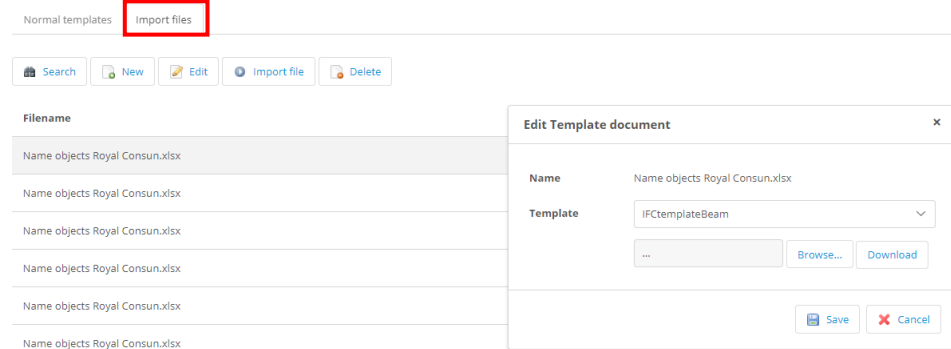 Normal templates Import files
Search New Edit Import file Delete
Filename
Name objects Royal Consun.xlsx
Name objects Royal Consun.xlsx
Name objects Royal Consun.xlsx
Name objects Royal Consun.xlsx
Name objects Royal Consun.xlsx
Name objects Royal Consun.xlsx
Edit Template document ×
Name Name objects Royal Consun.xlsx
Template IFCtemplateBeam
... Browse... Download
Save Cancel